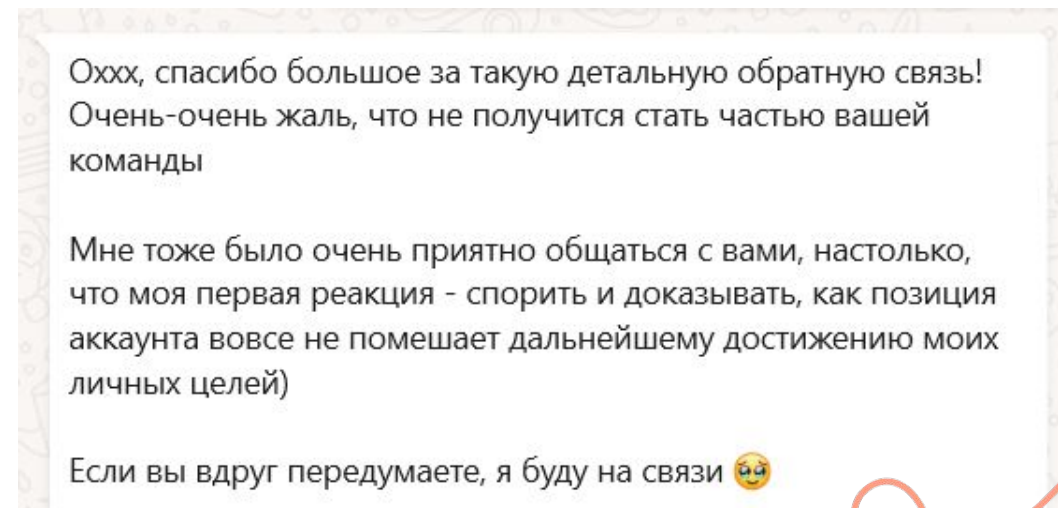 Оххх, спасибо большое за такую детальную обратную связь!
Очень-очень жаль, что не получится стать частью вашей
команды
Мне тоже было очень приятно общаться с вами, настолько,
что моя первая реакция - спорить и доказывать, как позиция
аккаунта вовсе не помешает дальнейшему достижению моих
личных целей)
Если вы вдруг передумаете, я буду на связи 🥹